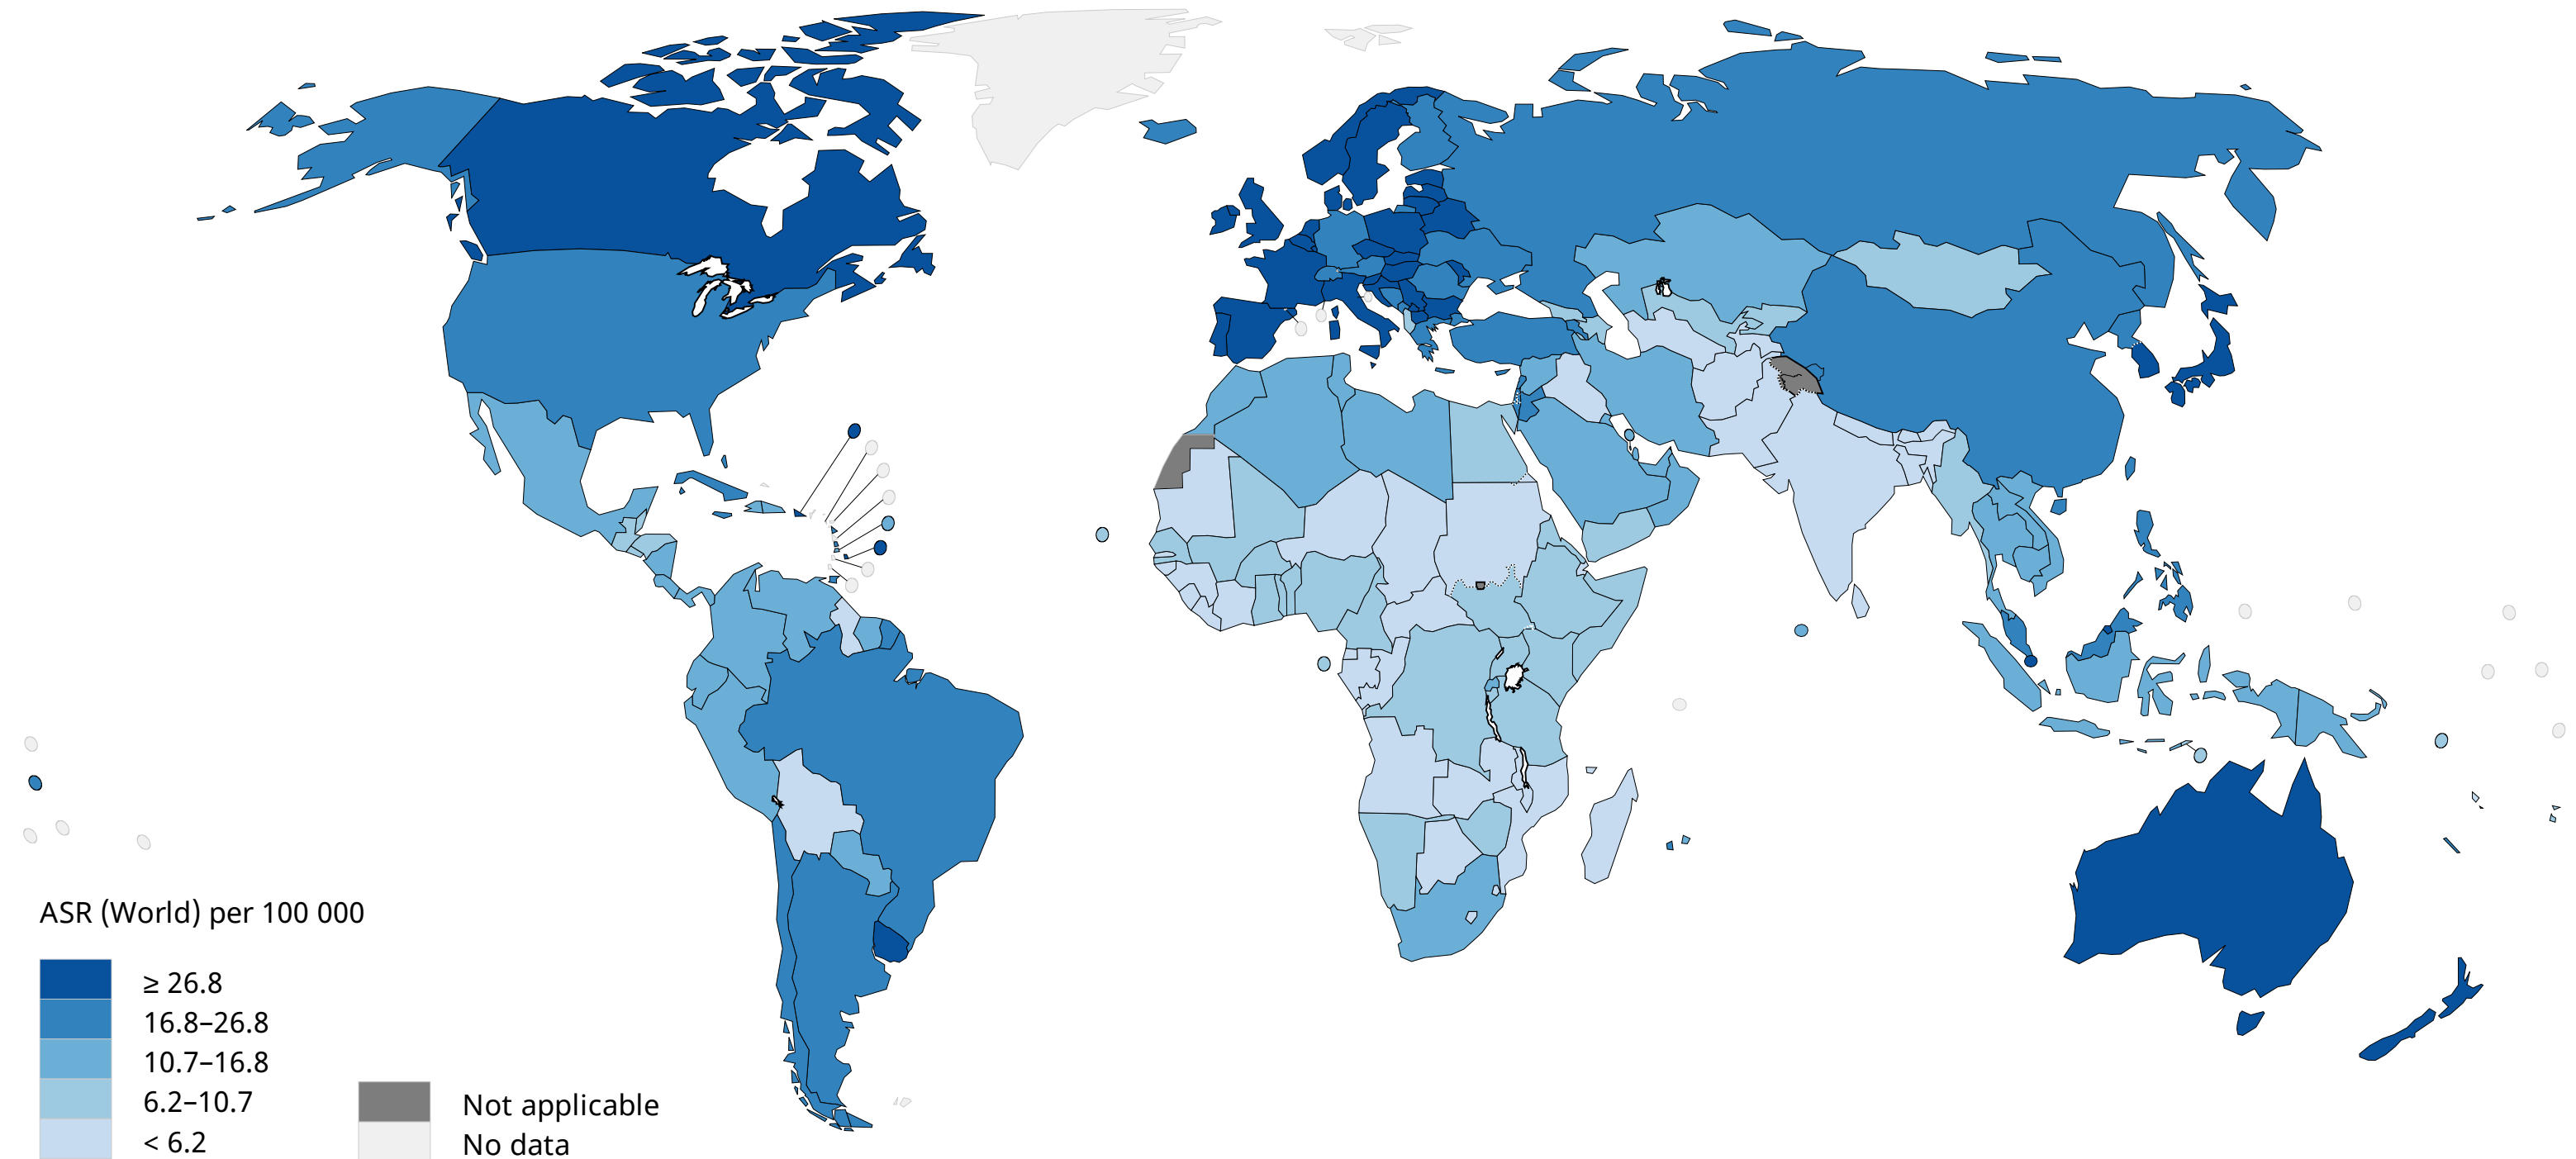 ASR (World) per 100 000
≥ 26.8
16.8–26.8
10.7–16.8
6.2–10.7
< 6.2
Not applicable
No data